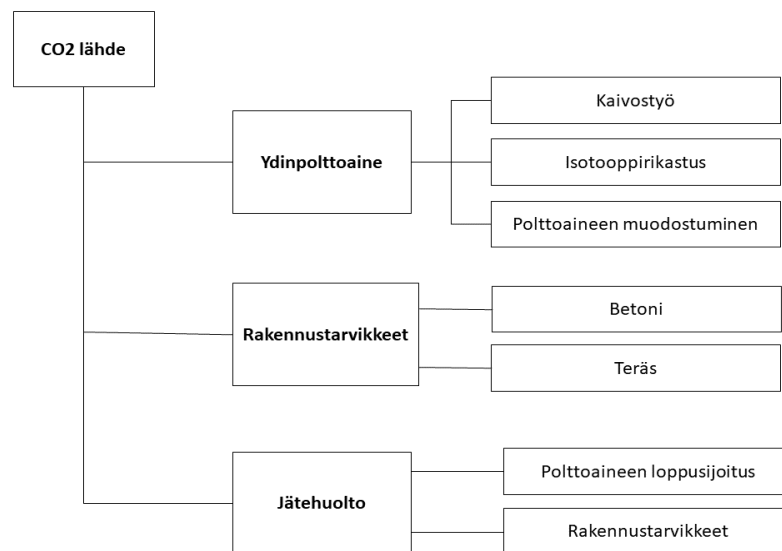 CO2 lähde
Ydinpolttoaine
Kaivostyö
Isotooppirikastus
Polttoaineen muodostuminen
Rakennustarvikkeet
Betoni
Teräs
Jätehuolto
Polttoaineen loppusijoitus
Rakennustarvikkeet